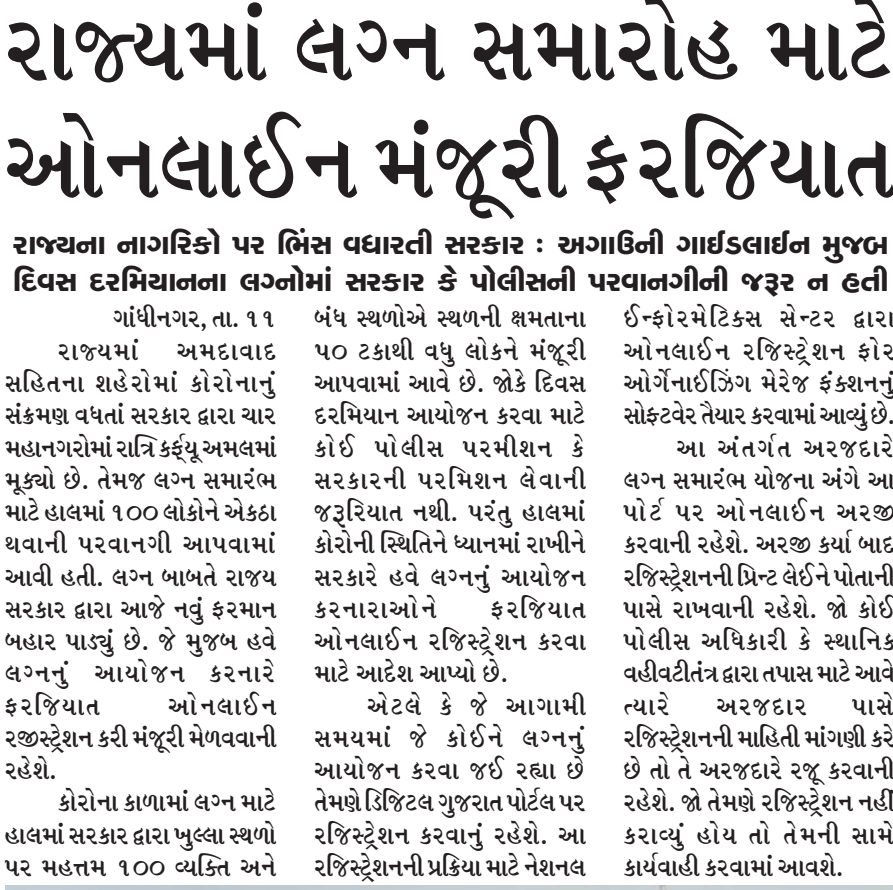 રાજ્યમાં લગ્ન સમારોહ માટે
ઓનલાઈન મંજૂરી ફરજિયાત
રાજ્યના નાગરિકો પર ભિંસ વધારતી સરકાર : અગાઉની ગાઈડલાઈન મુજબ
દિવસ દરમિયાનના લગ્નોમાં સરકાર કે પોલીસની પરવાનગીની જરૂર ન હતી
ગાંધીનગર, તા. ૧૧
રાજ્યમાં અમદાવાદ
સહિતના શહેરોમાં કોરોનાનું
સંક્રમણ વધતાં સરકાર દ્વારા ચાર
મહાનગરોમાં રાત્રિ કર્ફ્યૂ અમલમાં
મૂક્યો છે. તેમજ લગ્ન સમારંભ
માટે હાલમાં ૧૦૦ લોકોને એકઠા
થવાની પરવાનગી આપવામાં
આવી હતી. લગ્ન બાબતે રાજય
સરકાર દ્વારા આજે નવું ફરમાન
બહાર પાડ્યું છે. જે મુજબ હવે
લગ્નનું આયોજન કરનારે
ફરજિયાત ઓનલાઈન
રજીસ્ટ્રેશન કરી મંજૂરી મેળવવાની
રહેશે.
કોરોના કાળામાં લગ્ન માટે
હાલમાં સરકાર દ્વારા ખુલ્લા સ્થળો
પર મહત્તમ ૧૦૦ વ્યક્તિ અને
બંધ સ્થળોએ સ્થળની ક્ષમતાના
૫૦ ટકાથી વધુ લોકને મંજૂરી
આપવામાં આવે છે. જોકે દિવસ
દરમિયાન આયોજન કરવા માટે
કોઈ પોલીસ પરમીશન કે
સરકારની પરમિશન લેવાની
જરૂરિયાત નથી. પરંતુ હાલમાં
કોરોની સ્થિતિને ધ્યાનમાં રાખીને
સરકારે હવે લગ્નનું આયોજન
કરનારાઓને ફરજિયાત
ઓનલાઈન રજિસ્ટ્રેશન કરવા
માટે આદેશ આપ્યો છે.
એટલે કે જે આગામી
સમયમાં જે કોઈને લગ્નનું
આયોજન કરવા જઈ રહ્યા છે
તેમણે ડિજિટલ ગુજરાત પોર્ટલ પર
રજિસ્ટ્રેશન કરવાનું રહેશે. આ
રજિસ્ટ્રેશનની પ્રક્રિયા માટે નેશનલ
ઈન્ફોરમેટિક્સ સેન્ટર દ્વારા
ઓનલાઈન રજિસ્ટ્રેશન ફોર
ઓર્ગેનાઈઝિંગ મેરેજ ફંક્શનનું
સોફ્ટવેર તૈયાર કરવામાં આવ્યું છે.
આ અંતર્ગત અરજદારે
લગ્ન સમારંભ યોજના અંગે આ
પોર્ટ પર ઓનલાઈન અરજી
કરવાની રહેશે. અરજી કર્યા બાદ
રજિસ્ટ્રેશનની પ્રિન્ટ લેઈને પોતાની
પાસે રાખવાની રહેશે. જો કોઈ
પોલીસ અધિકારી કે સ્થાનિક
વહીવટીતંત્ર દ્વારા તપાસ માટે આવે
ત્યારે અરજદાર પાસે
રજિસ્ટ્રેશનની માહિતી માંગણી કરે
છે તો તે અરજદારે રજૂ કરવાની
રહેશે. જો તેમણે રજિસ્ટ્રેશન નહીં
કરાવ્યું હોય તો તેમની સામે
કાર્યવાહી કરવામાં આવશે.